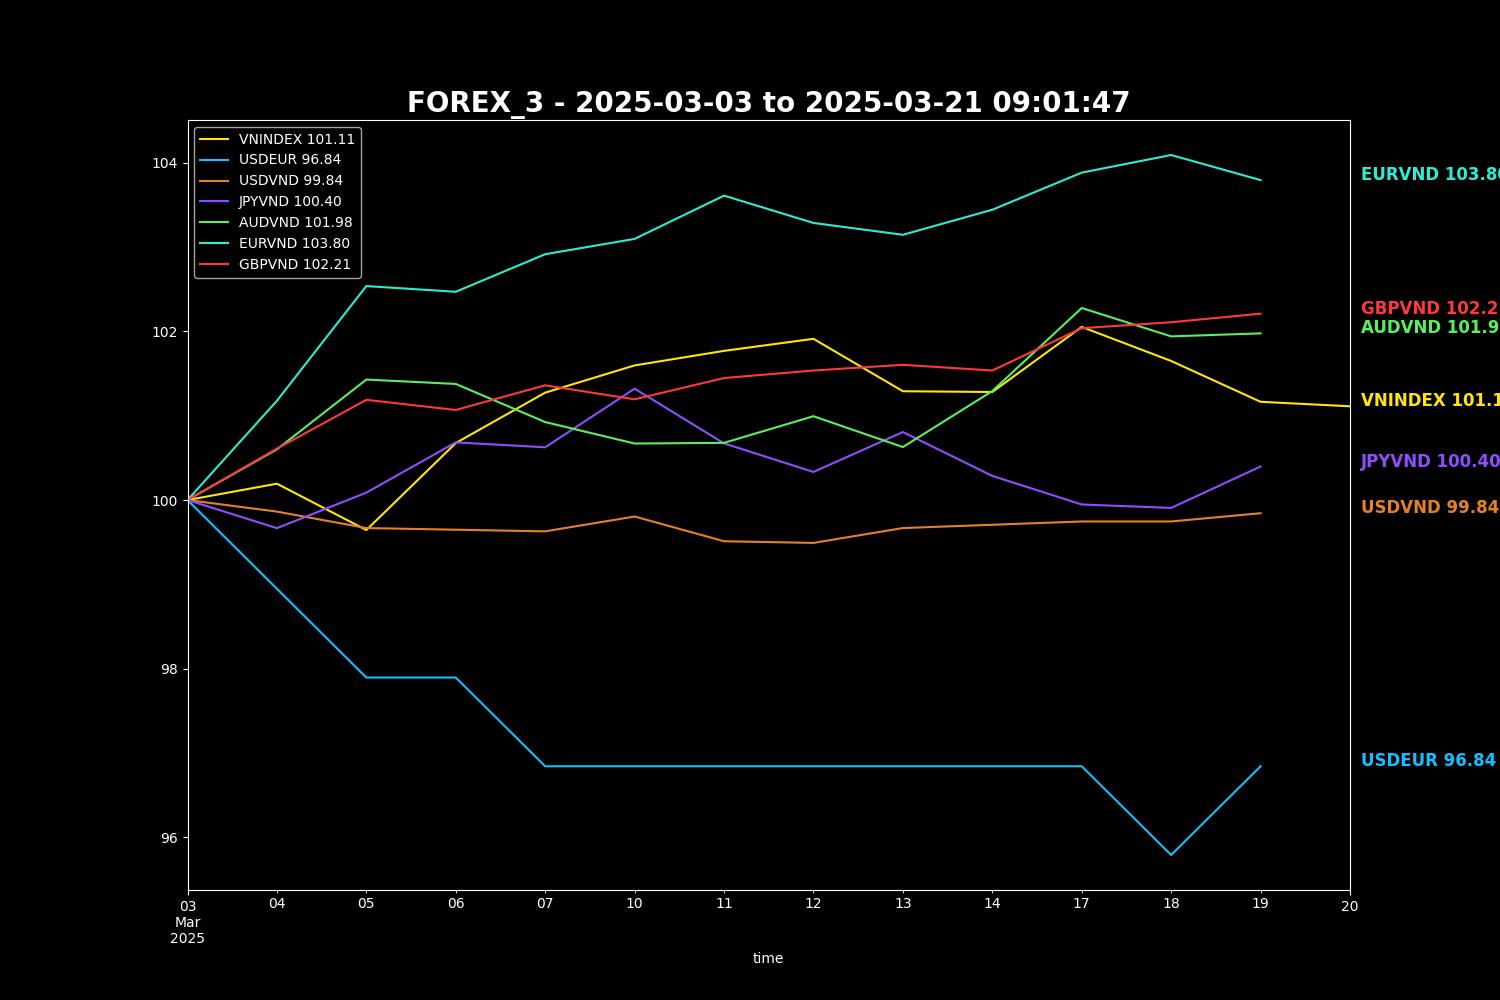 FOREX_3 - 2025-03-03 to 2025-03-21 09:01:47
VNINDEX 101.11
USDEUR 96.84
USDVND 99.84
JPYVND 100.40
AUDVND 101.98
EURVND 103.80
GBPVND 102.21
104
102
100
98
96
EURVND 103.80
GBPVND 102.2
AUDVND 101.9
VNINDEX 101.1
JPYVND 100.40
USDVND 99.84
USDEUR 96.84
03 04 05 06 07 10 11 12 13 14 17 18 19 20
Mar
2025
time